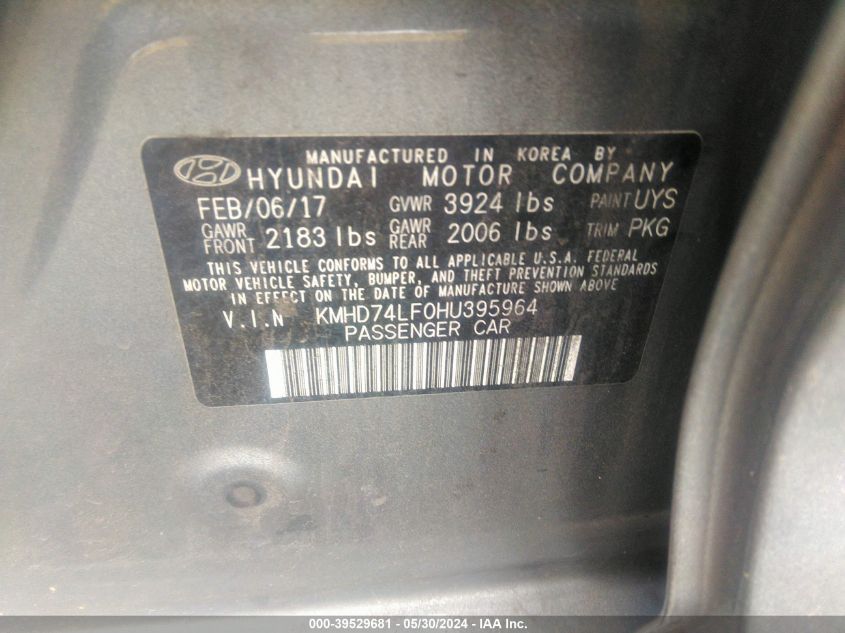 MANUFACTURED IN KOREA BY
HYUNDAI MOTOR COMPANY
FEB/06/17 GVWR 3924 lbs PAINT UYS
GAWR FRONT 2183 lbs GAWR REAR 2006 lbs TRIM PKG
THIS VEHICLE CONFORMS TO ALL APPLICABLE U.S.A. FEDERAL
MOTOR VEHICLE SAFETY, BUMPER, AND THEFT PREVENTION STANDARDS
IN EFFECT ON THE DATE OF MANUFACTURE SHOWN ABOVE
V.I.N KMHD74LF0HU395964
PASSENGER CAR
000-39529681 - 05/30/2024 - IAA Inc.